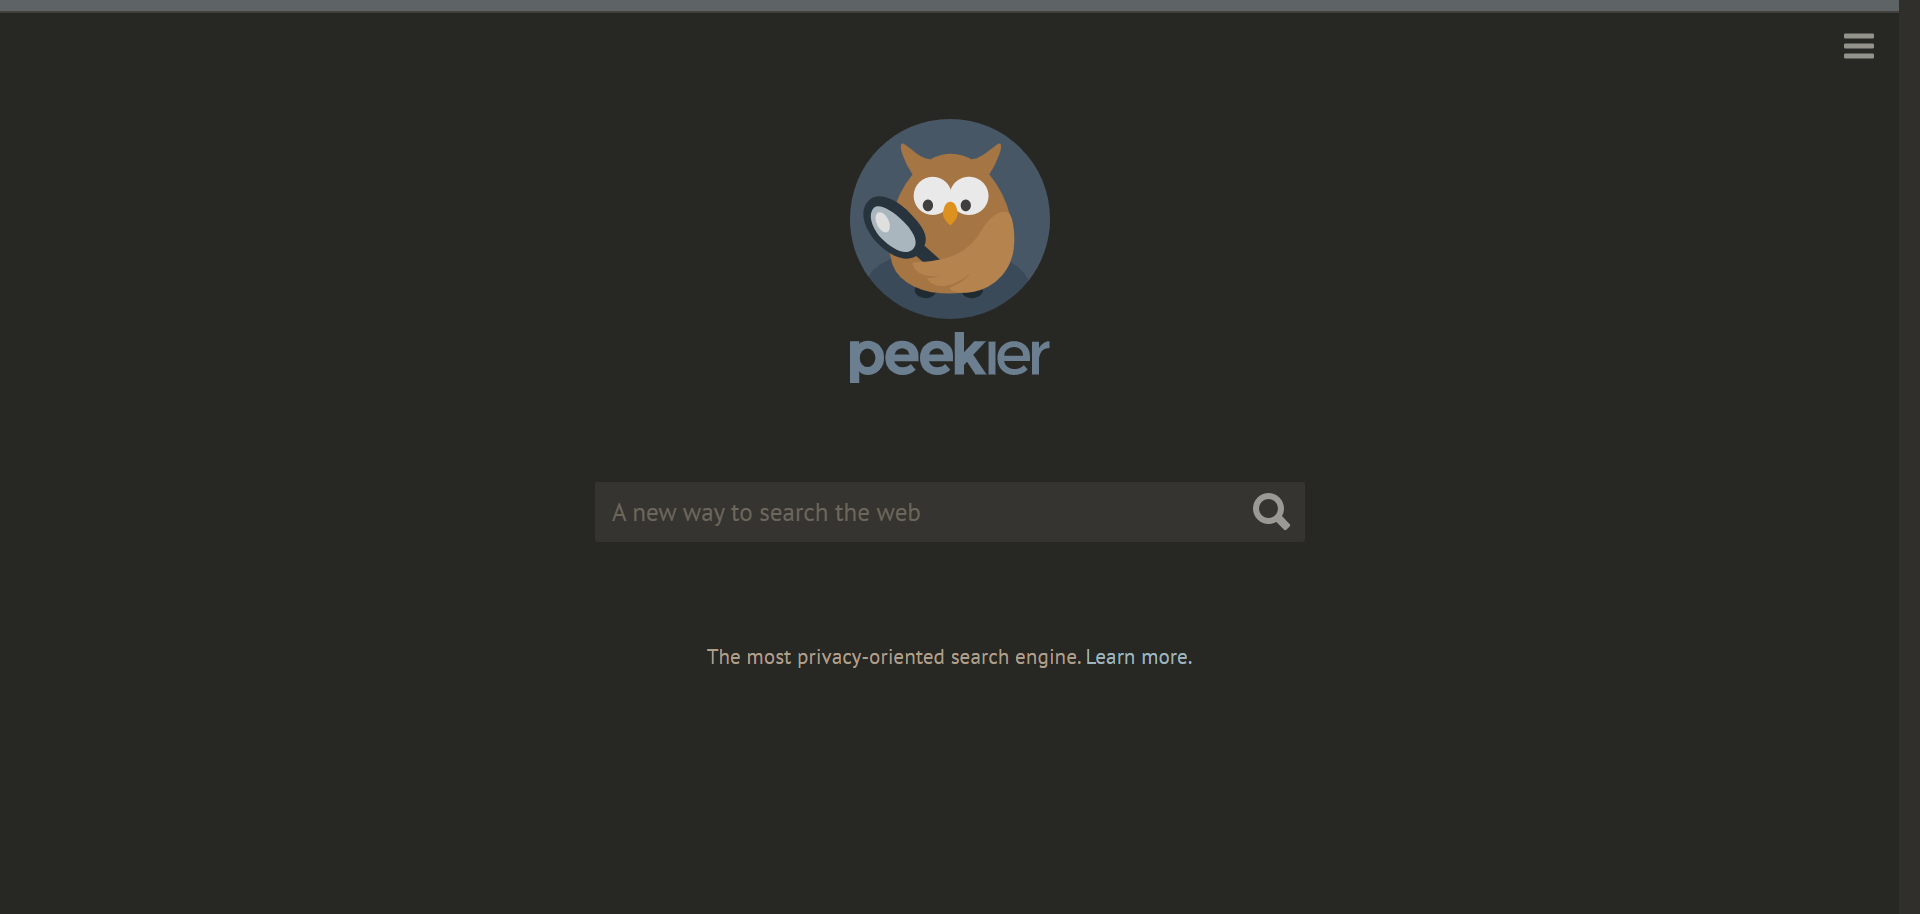 peekier
A new way to search the web
The most privacy-oriented search engine. Learn more.